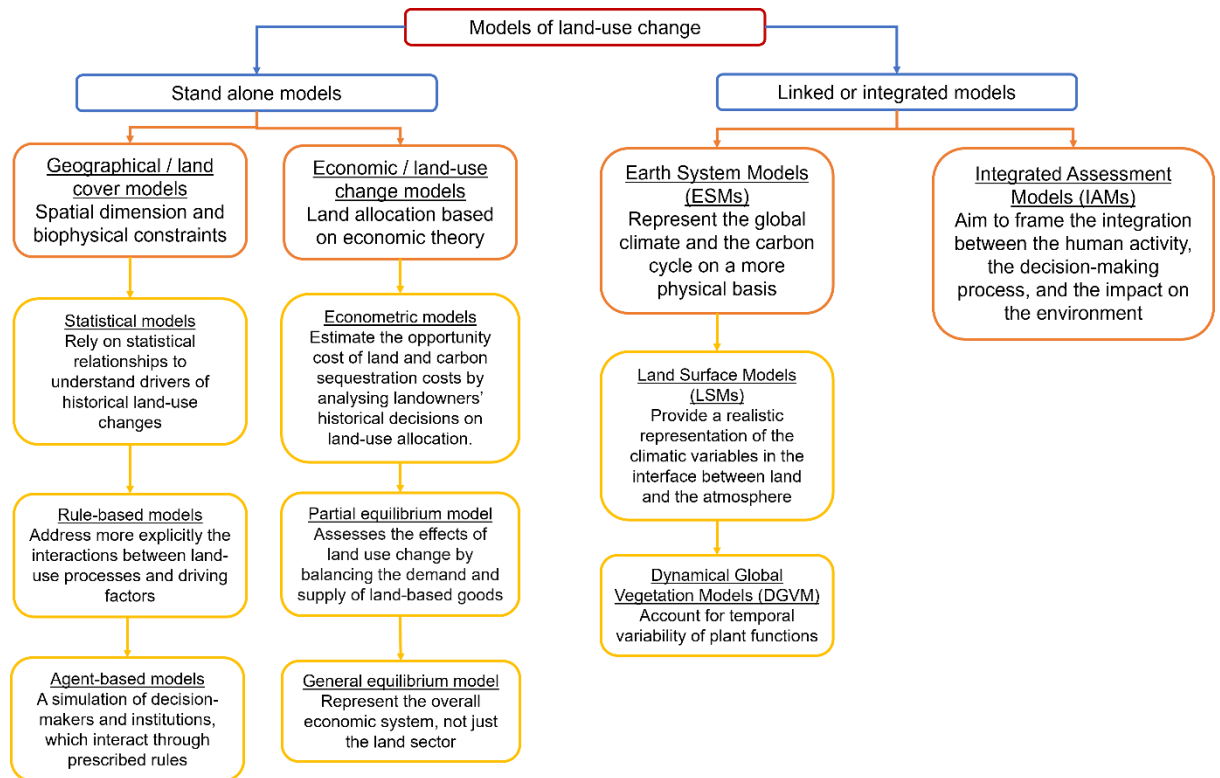 Models of land-use change
Stand alone models
Linked or integrated models
Geographical / land
cover models
Spatial dimension and
biophysical constraints
Economic / land-use
change models
Land allocation based
on economic theory
Earth System Models
(ESMs)
Represent the global
climate and the carbon
cycle on a more
physical basis
Integrated Assessment
Models (IAMs)
Aim to frame the integration
between the human activity,
the decision-making
process, and the impact on
the environment
Statistical models
Rely on statistical
relationships to
understand drivers of
historical land-use
changes
Econometric models
Estimate the opportunity
cost of land and carbon
sequestration costs by
analysing landowners'
historical decisions on
land-use allocation.
Land Surface Models
(LSMs)
Provide a realistic
representation of the
climatic variables in the
interface between land
and the atmosphere
Rule-based models
Address more explicitly the
interactions between land-
use processes and driving
factors
Partial equilibrium model
Assesses the effects of
land use change by
balancing the demand and
supply of land-based goods
Dynamical Global
Vegetation Models (DGVM)
Account for temporal
variability of plant functions
Agent-based models
A simulation of decision-
makers and institutions,
which interact through
prescribed rules
General equilibrium model
Represent the overall
economic system, not just
the land sector